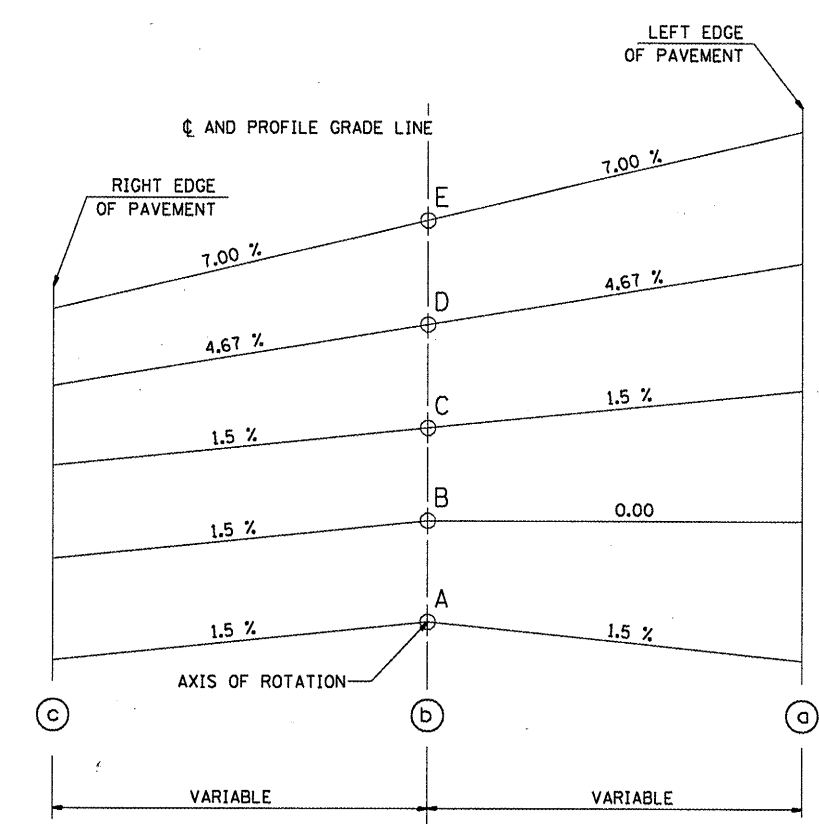 LEFT EDGE
OF PAVEMENT
℄ AND PROFILE GRADE LINE
RIGHT EDGE
OF PAVEMENT
7.00 %
E
7.00 %
4.67 %
D
4.67 %
1.5 %
C
1.5 %
B
0.00
1.5 %
A
1.5 %
1.5 %
AXIS OF ROTATION
c
b
a
VARIABLE
VARIABLE